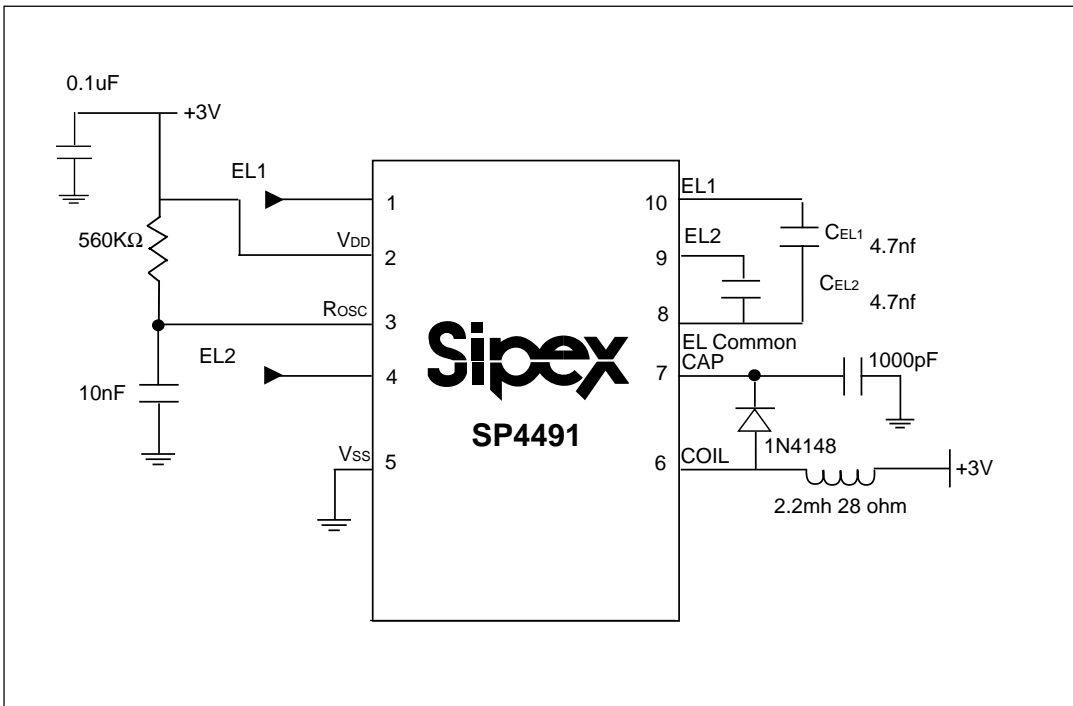 0.1uF
+3V
EL1
1
560KΩ
VDD
2
ROSC
3
EL2
4
10nF
VSS
5
Sipex
SP4491
10
EL1
CEL1
4.7nf
9
EL2
CEL2
4.7nf
8
EL Common
7
CAP
1000pF
1N4148
6
COIL
+3V
2.2mh 28 ohm